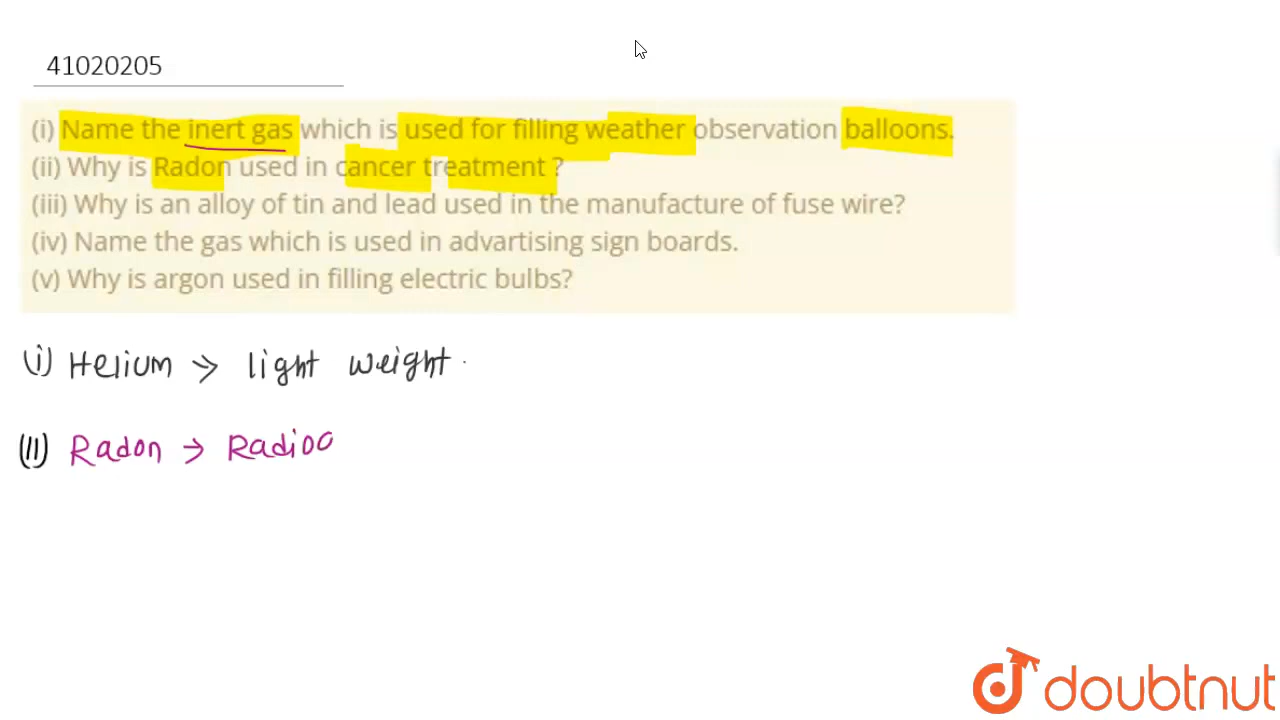 41020205
(i) Name the inert gas which is used for filling weather observation balloons.
(ii) Why is Radon used in cancer treatment ?
(iii) Why is an alloy of tin and lead used in the manufacture of fuse wire?
(iv) Name the gas which is used in advartising sign boards.
(v) Why is argon used in filling electric bulbs?
(i) Helium → light weight.
(II) Radon → Radioa
doubtnut